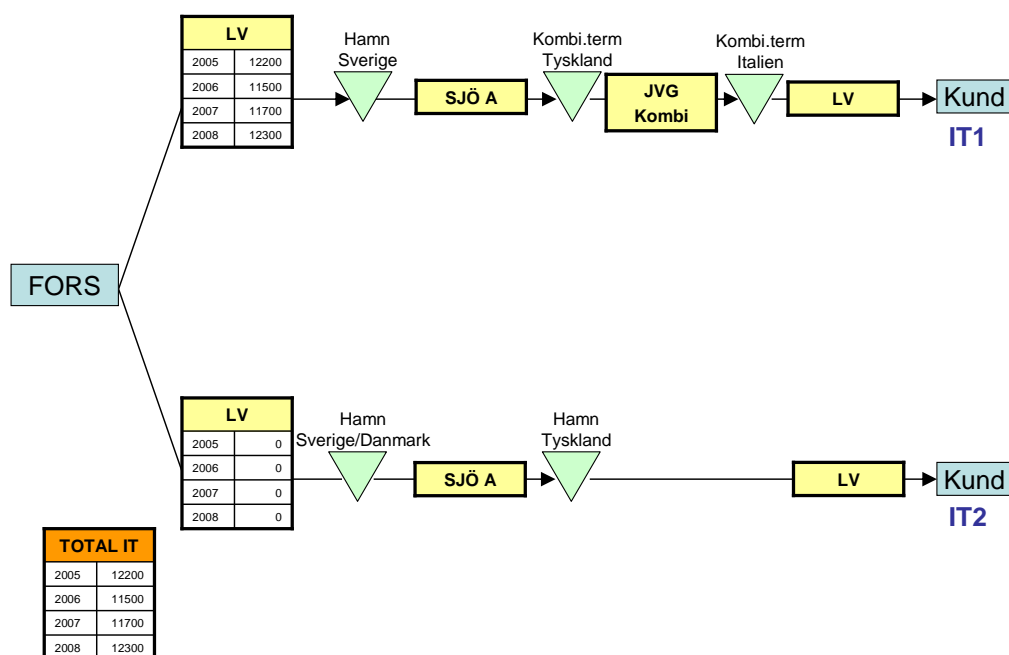 LV
2005 12200
2006 11500
2007 11700
2008 12300
Hamn
Sverige
SJÖ A
Kombi.term
Tyskland
JVG
Kombi
Kombi.term
Italien
LV
Kund
IT1
FORS
LV
2005 0
2006 0
2007 0
2008 0
Hamn
Sverige/Danmark
SJÖ A
Hamn
Tyskland
LV
Kund
IT2
TOTAL IT
2005 12200
2006 11500
2007 11700
2008 12300